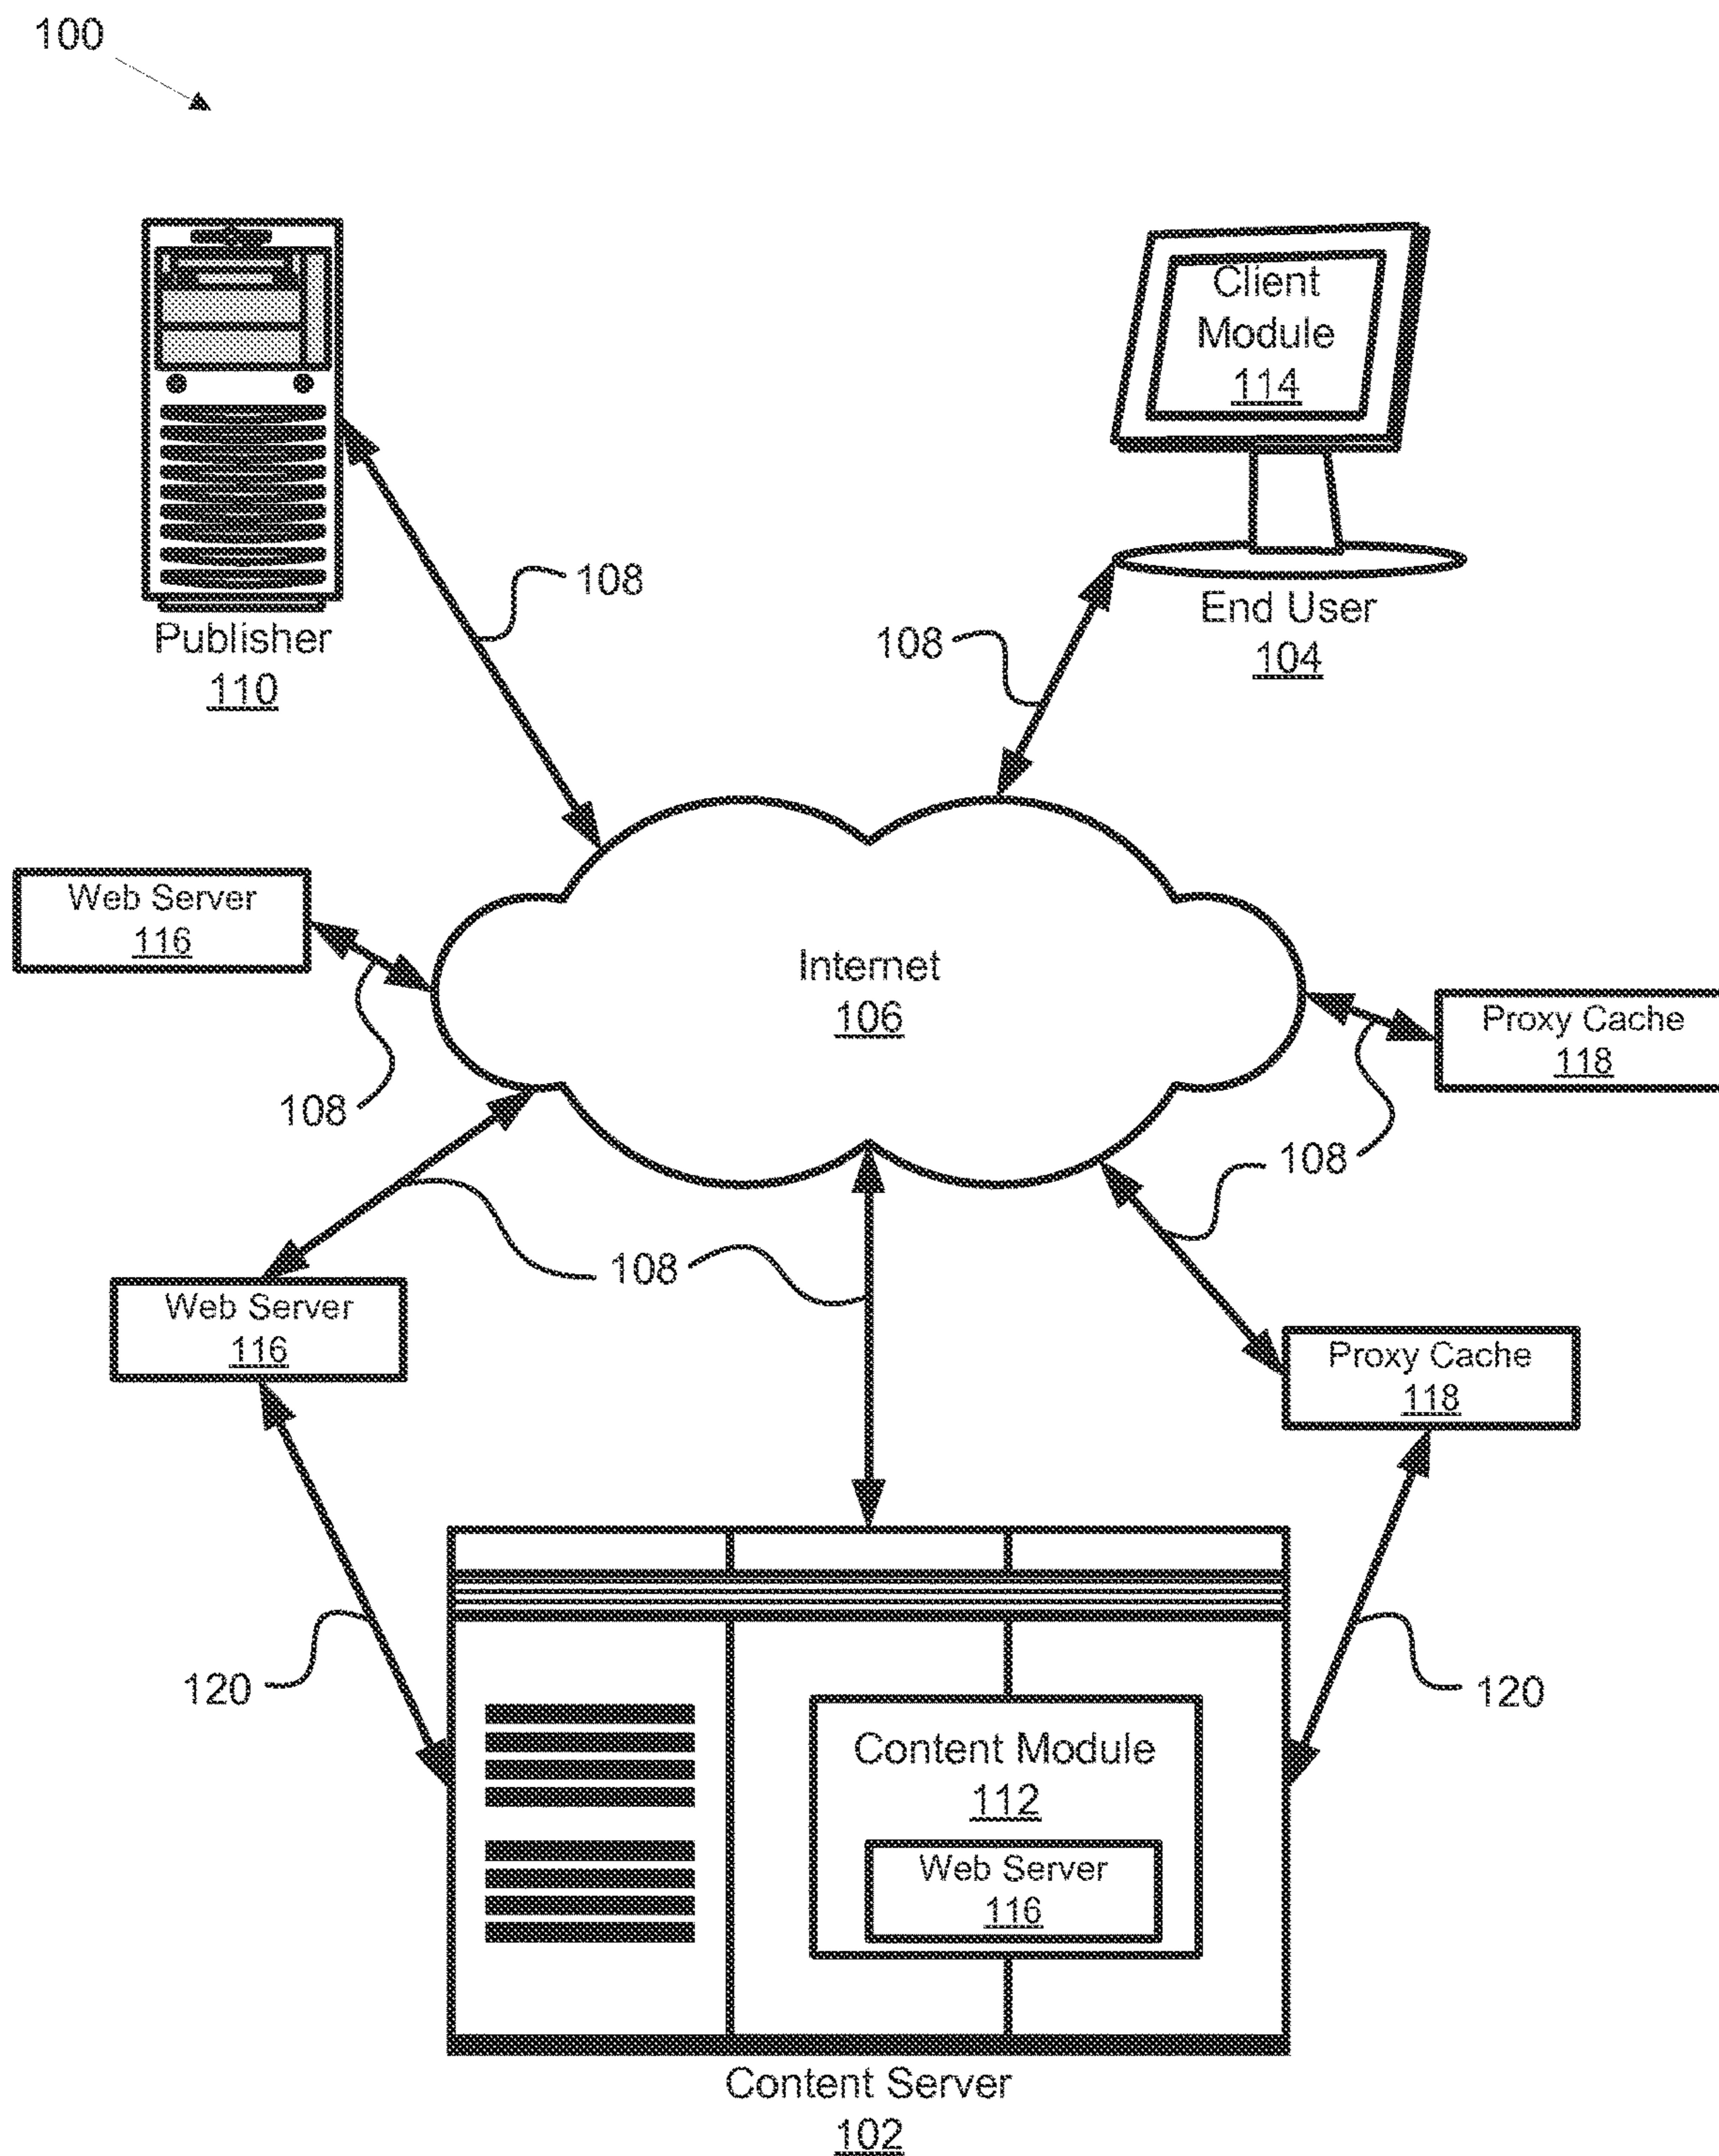 100
Client
Module
114
108
Publisher
110
End User
104
108
Web Server
116
Internet
106
Proxy Cache
118
108
108
108
Web Server
116
Proxy Cache
118
120
120
Content Module
112
Web Server
116
Content Server
102